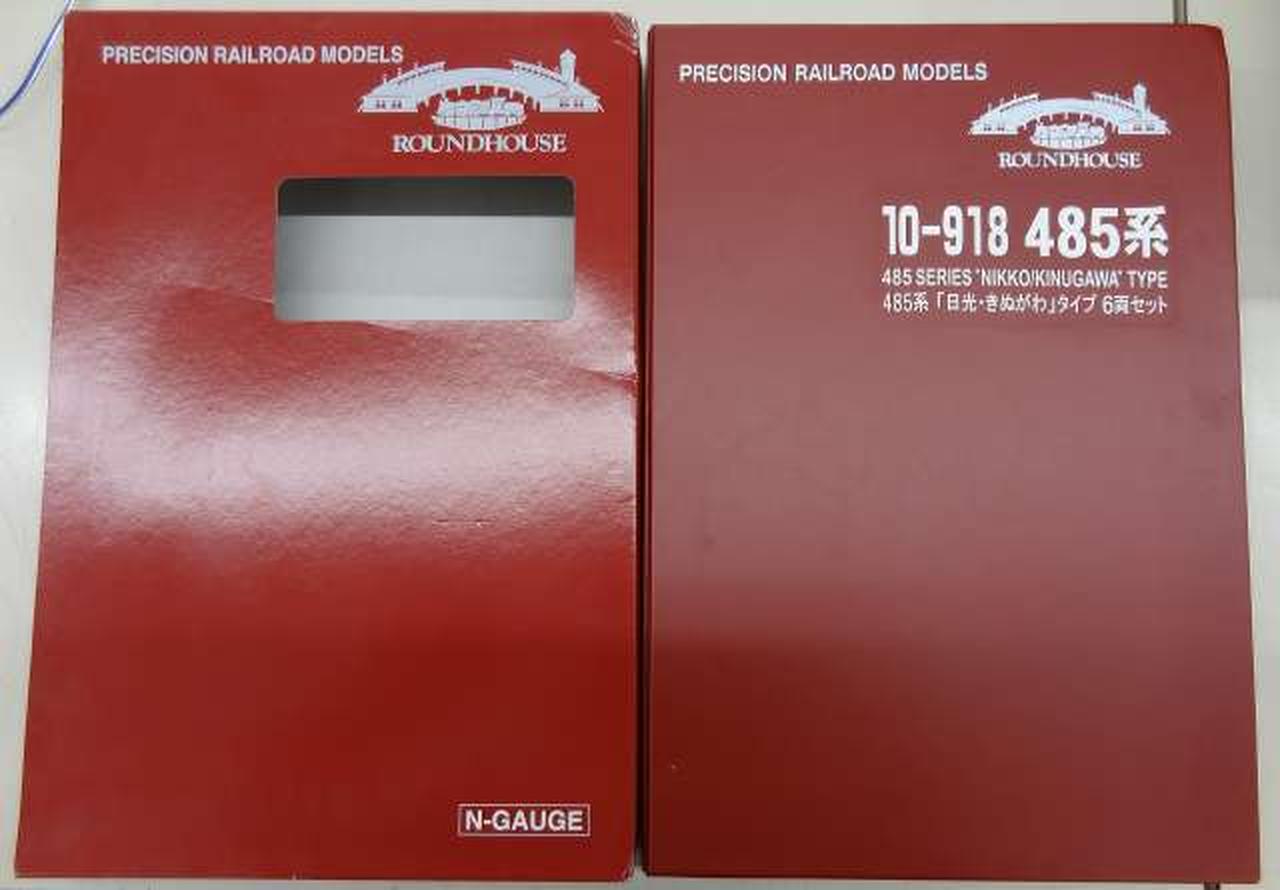 PRECISION RAILROAD MODELS
ROUNDHOUSE
N-GAUGE
PRECISION RAILROAD MODELS
ROUNDHOUSE
10-918 485系
485 SERIES "NIKKO/KINUGAWA" TYPE
485系「日光・きぬがわ」タイプ 6両セット